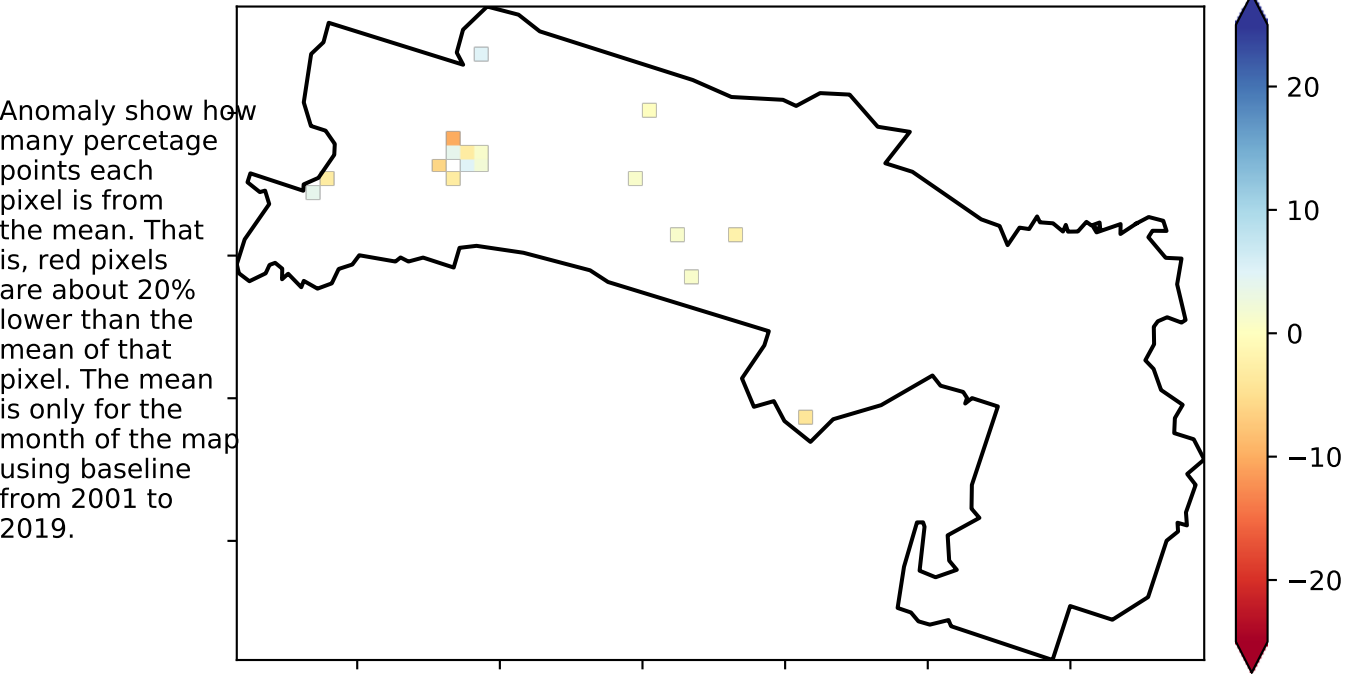 Anomaly show how
many percetage
points each
pixel is from
the mean. That
is, red pixels
are about 20%
lower than the
mean of that
pixel. The mean
is only for the
month of the map
using baseline
from 2001 to
2019.
20
10
0
−10
−20